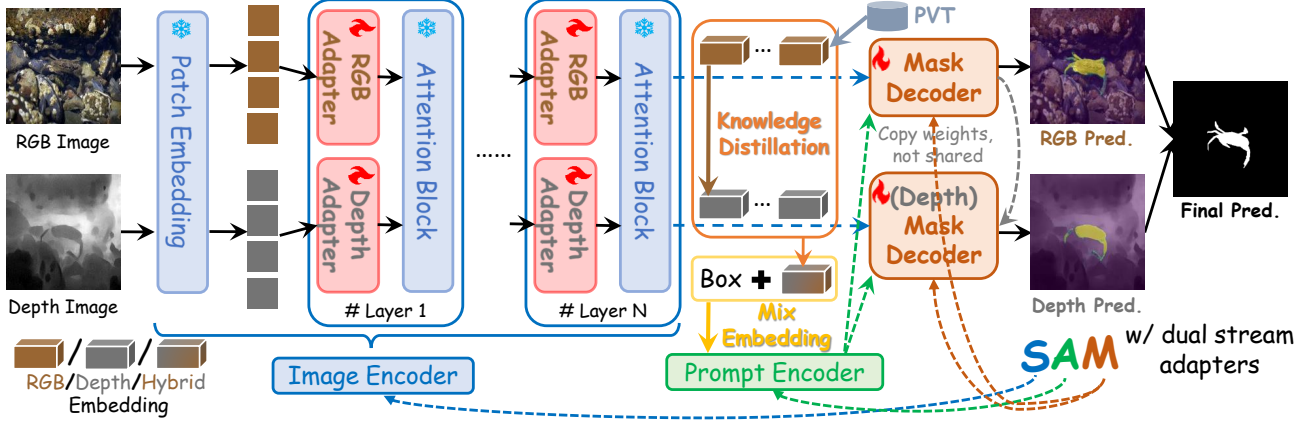 RGB Image
Depth Image
Patch Embedding
RGB
Adapter
Depth
Adapter
Attention Block
# Layer 1
......
RGB
Adapter
Depth
Adapter
Attention Block
# Layer N
PVT
...
Knowledge
Distillation
...
Box +
Mix
Embedding
Mask
Decoder
Copy weights,
not shared
(Depth)
Mask
Decoder
RGB Pred.
Depth Pred.
Final Pred.
/ /
RGB/Depth/Hybrid
Embedding
Image Encoder
Prompt Encoder
SAM w/ dual stream
adapters